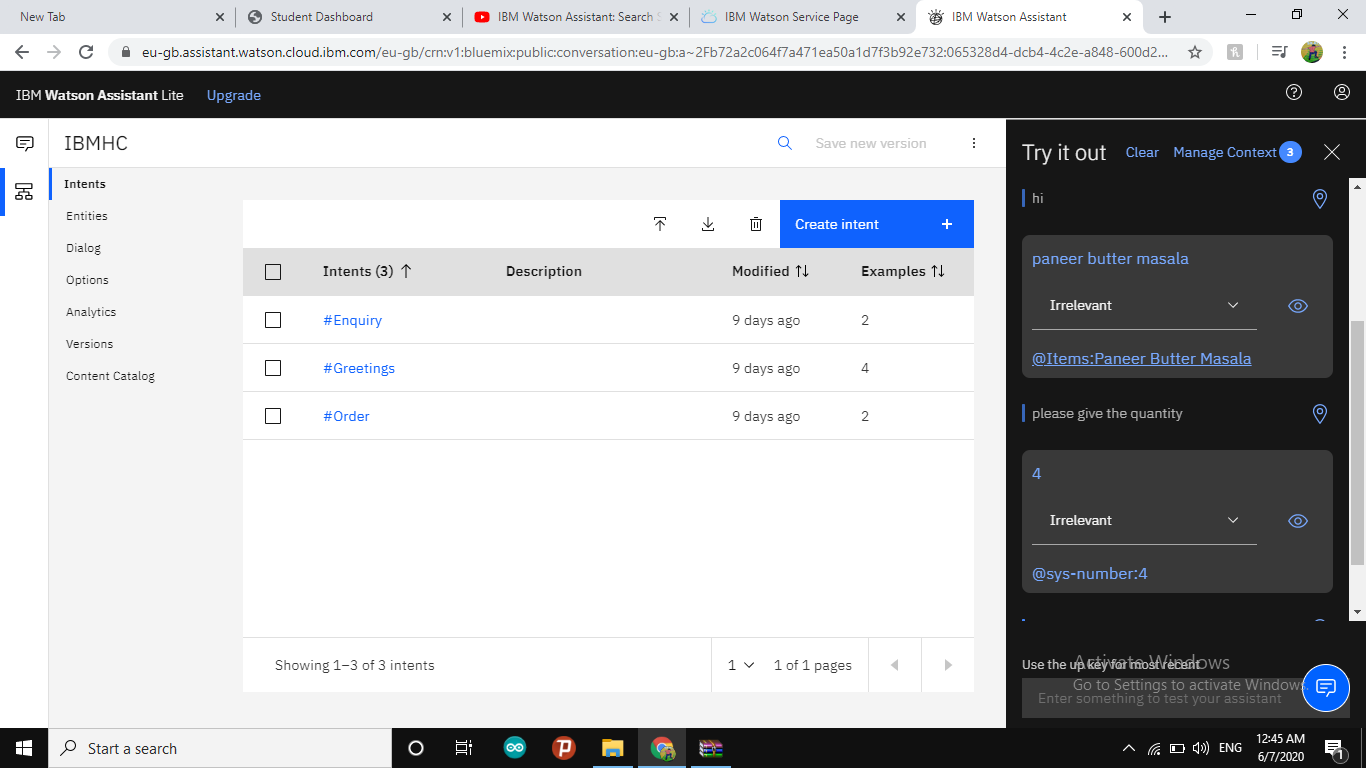 New Tab
Student Dashboard
IBM Watson Assistant: Search S
IBM Watson Service Page
IBM Watson Assistant
eu-gb.assistant.watson.cloud.ibm.com/eu-gb/crn:v1:bluemix:public:conversation:eu-gb:a~2Fb72a2c064f7a471ea50a1d7f3b92e732:065328d4-dcb4-4c2e-a848-600d2...
IBM Watson Assistant Lite
Upgrade
IBMHC
Save new version
Intents
Entities
Dialog
Options
Analytics
Versions
Content Catalog
Create intent +
Intents (3) Description Modified Examples
#Enquiry 9 days ago 2
#Greetings 9 days ago 4
#Order 9 days ago 2
Showing 1–3 of 3 intents
1
1 of 1 pages
Try it out
Clear
Manage Context 3
hi
paneer butter masala
Irrelevant
@Items:Paneer Butter Masala
please give the quantity
4
Irrelevant
@sys-number:4
Use the up key for most recent
Activate Windows
Go to Settings to activate Windows.
Enter something to test your assistant
Start a search
ENG
12:45 AM
6/7/2020
1